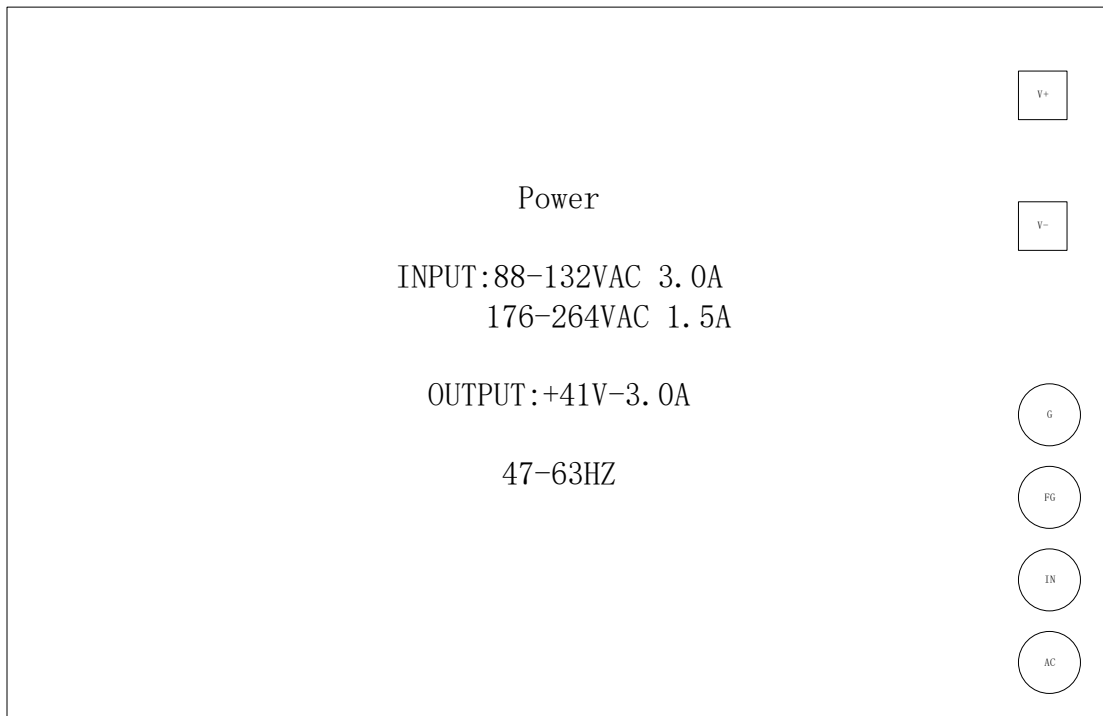 Power
INPUT:88-132VAC 3.0A
176-264VAC 1.5A
OUTPUT:+41V-3.0A
47-63HZ
V+
V-
G
FG
IN
AC